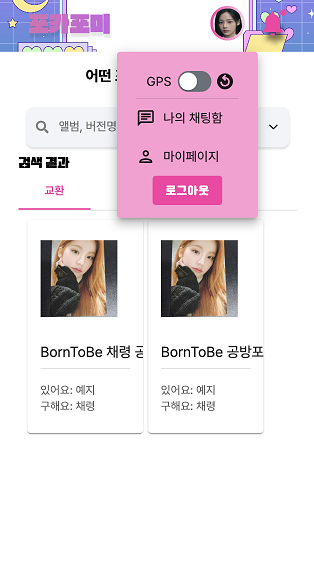 포카포미
어떤 포
GPS
앨범, 버전명
나의 채팅함
마이페이지
로그아웃
검색 결과
교환
BornToBe 채령 공
BornToBe 공방포
있어요: 예지
구해요: 채령
있어요: 예지
구해요: 채령